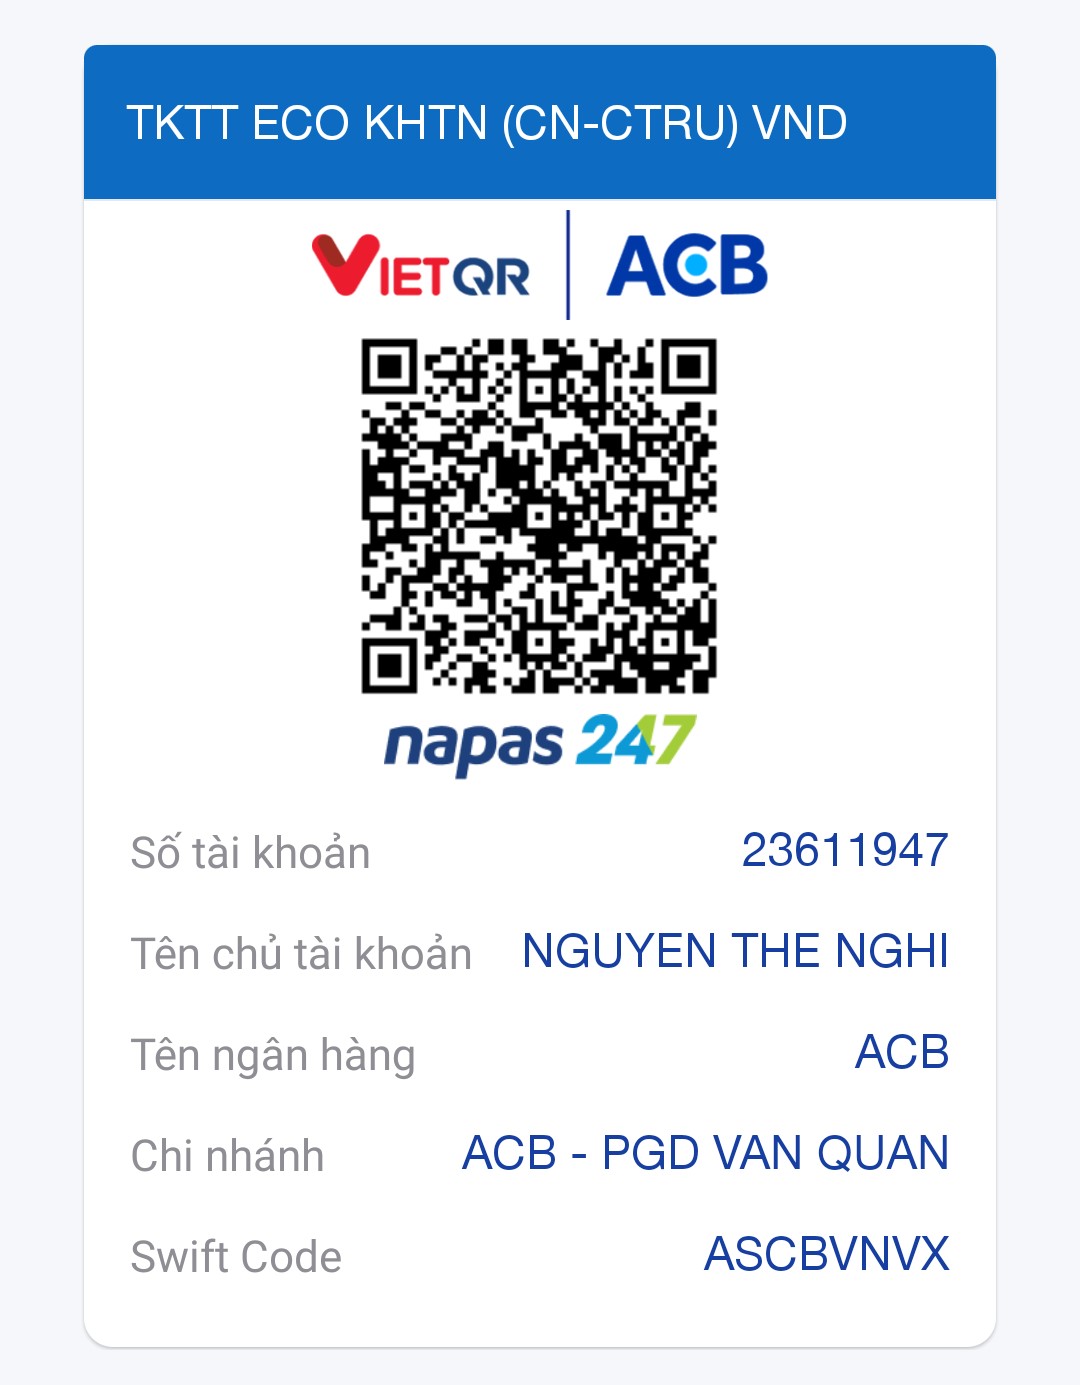 TKTT ECO KHTN (CN-CTRU) VND
VIETQR ACB
napas 247
Số tài khoản 23611947
Tên chủ tài khoản NGUYEN THE NGHI
Tên ngân hàng ACB
Chi nhánh ACB - PGD VAN QUAN
Swift Code ASCBVNVX